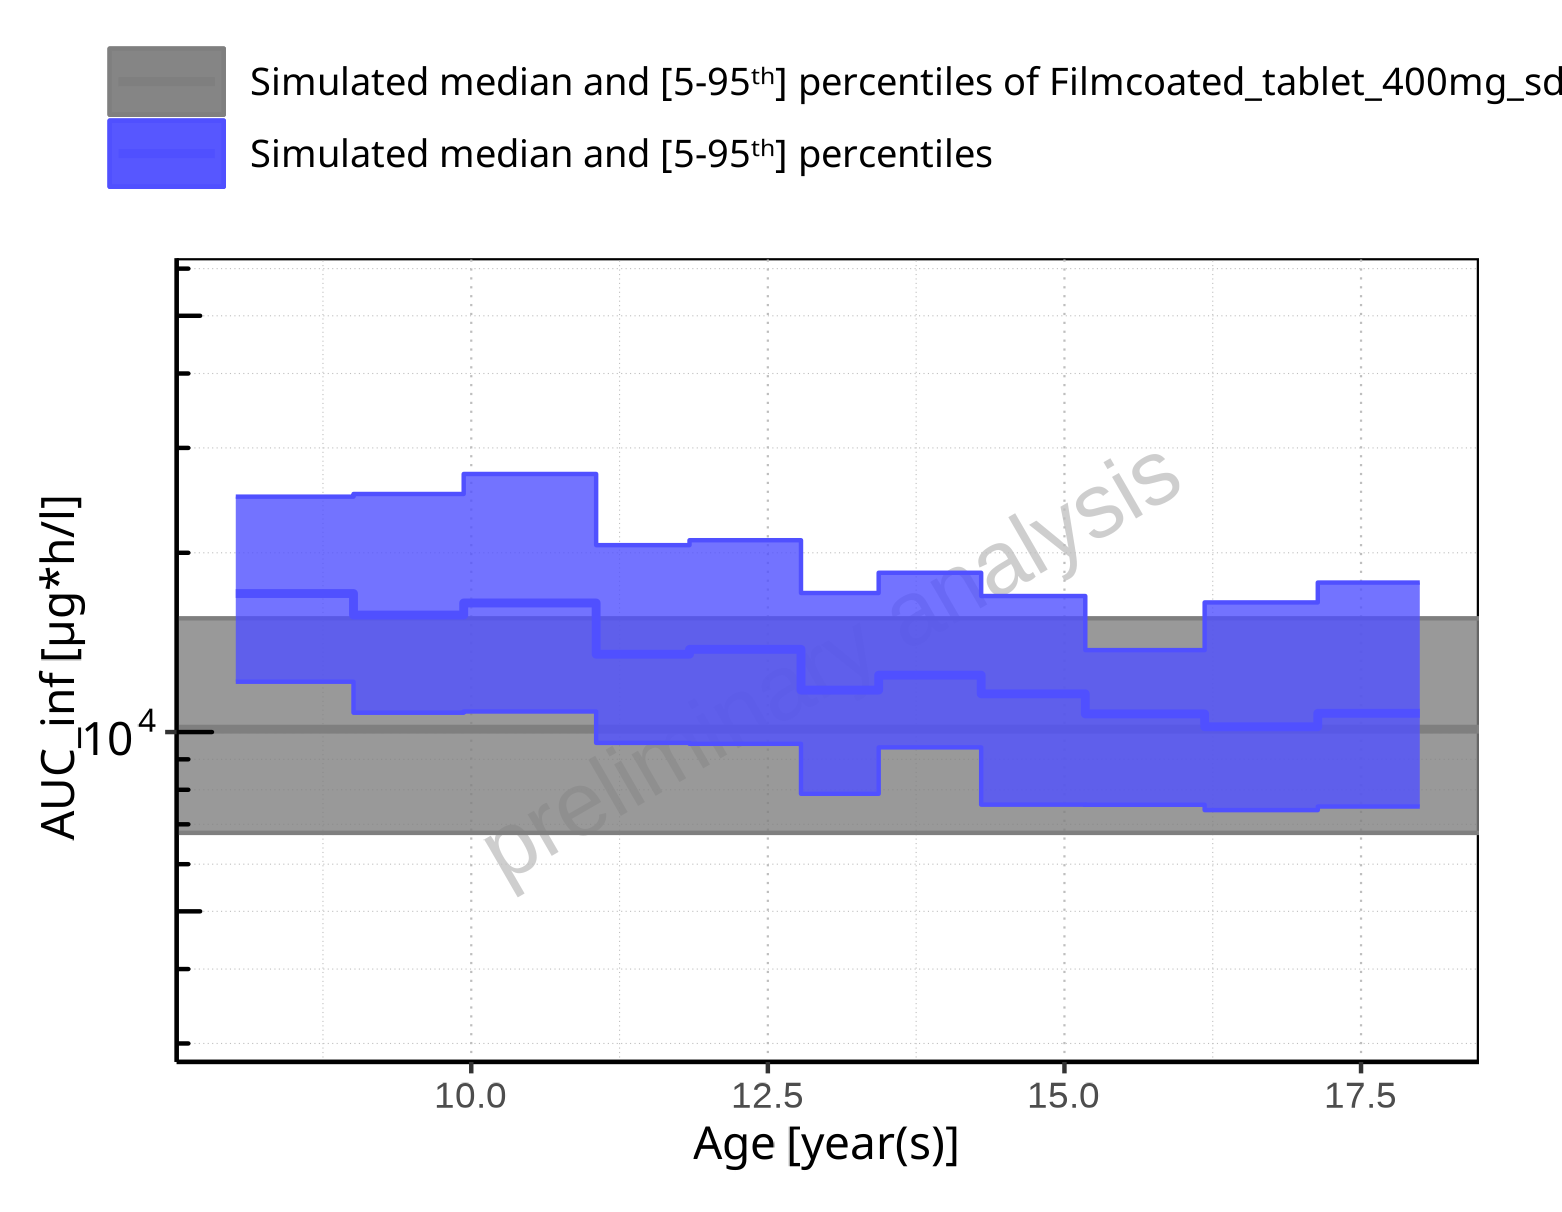 Simulated median and [5-95ᵗʰ] percentiles of Filmcoated_tablet_400mg_sd
Simulated median and [5-95ᵗʰ] percentiles
AUC_inf [µg*h/l]
10⁴
preliminary analysis
10.0 12.5 15.0 17.5
Age [year(s)]